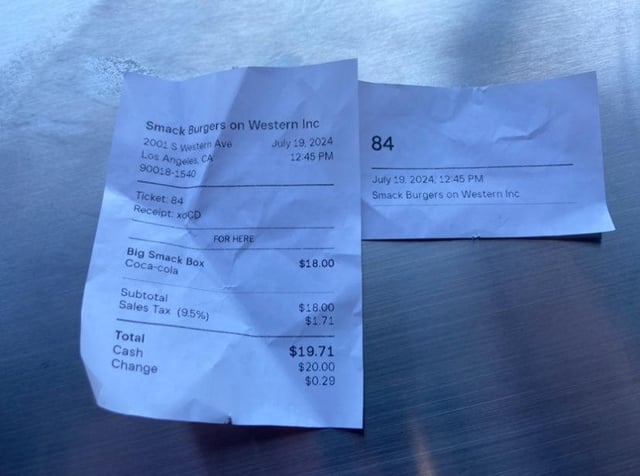 Smack Burgers on Western Inc
2001 S Western Ave July 19, 2024
Los Angeles, CA 12:45 PM
90018-1540
Ticket: 84
Receipt: xoCD
FOR HERE
Big Smack Box $18.00
Coca-cola
Subtotal $18.00
Sales Tax (9.5%) $1.71
Total $19.71
Cash $20.00
Change $0.29
84
July 19, 2024, 12:45 PM
Smack Burgers on Western Inc